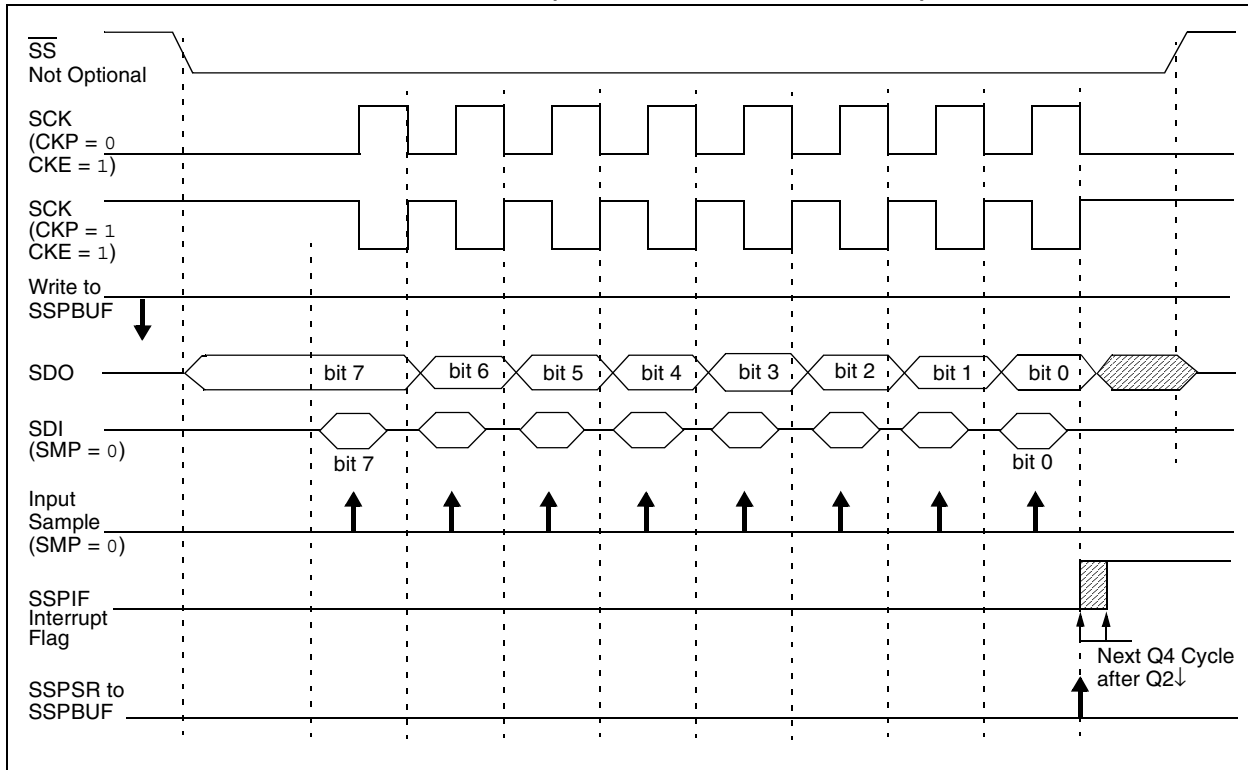 SS
Not Optional
SCK
(CKP = 0
CKE = 1)
SCK
(CKP = 1
CKE = 1)
Write to
SSPBUF
SDO
bit 7 bit 6 bit 5 bit 4 bit 3 bit 2 bit 1 bit 0
SDI
(SMP = 0)
bit 7 bit 0
Input
Sample
(SMP = 0)
SSPIF
Interrupt
Flag
Next Q4 Cycle
after Q2↓
SSPSR to
SSPBUF